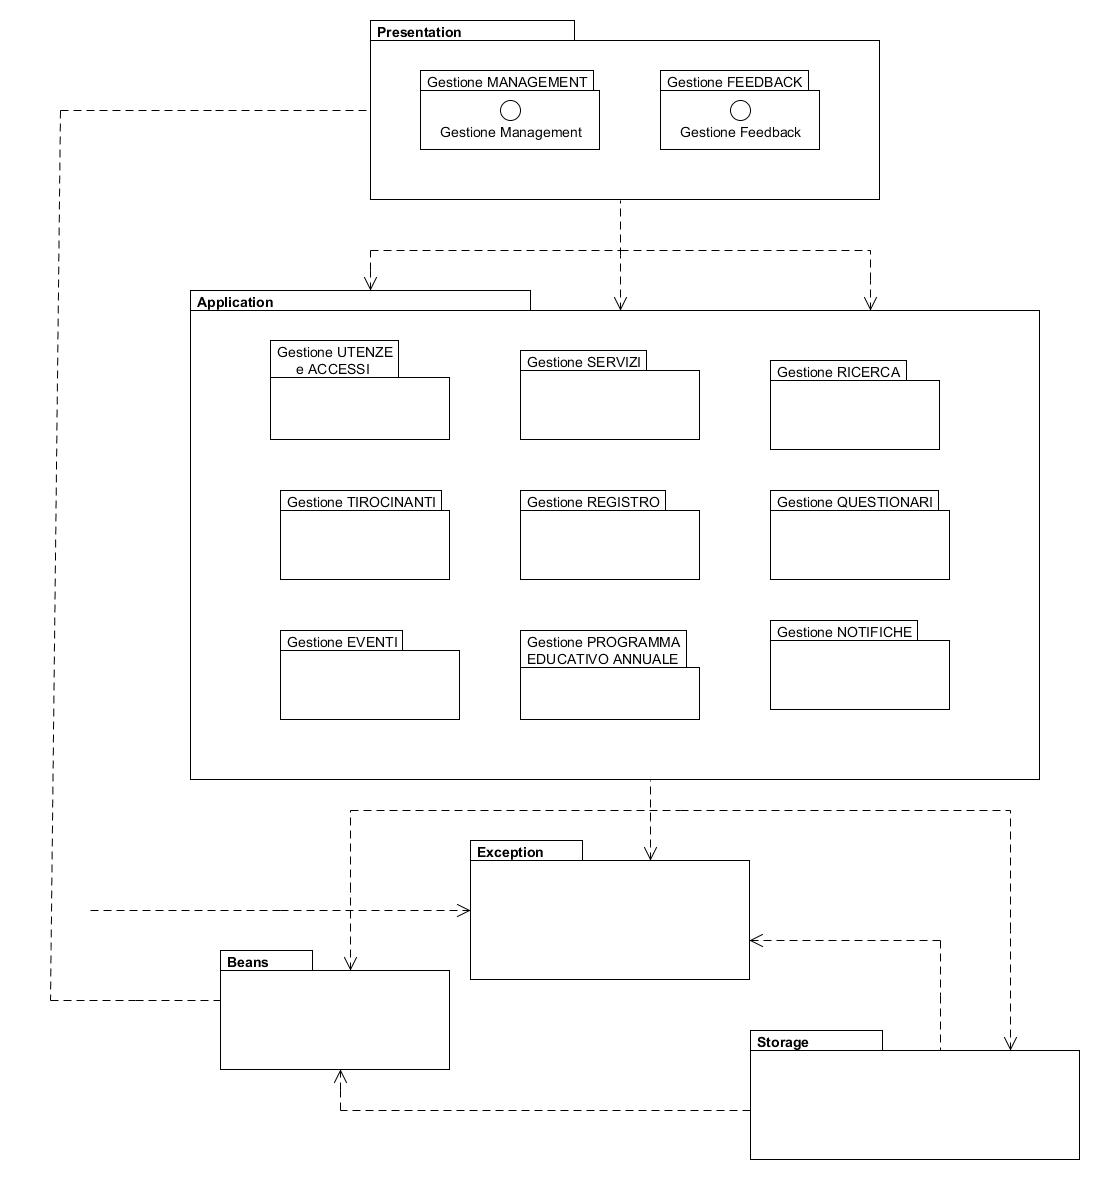 Presentation
Gestione MANAGEMENT
Gestione Management
Gestione FEEDBACK
Gestione Feedback
Application
Gestione UTENZE
e ACCESSI
Gestione SERVIZI
Gestione RICERCA
Gestione TIROCINANTI
Gestione REGISTRO
Gestione QUESTIONARI
Gestione EVENTI
Gestione PROGRAMMA
EDUCATIVO ANNUALE
Gestione NOTIFICHE
Exception
Beans
Storage